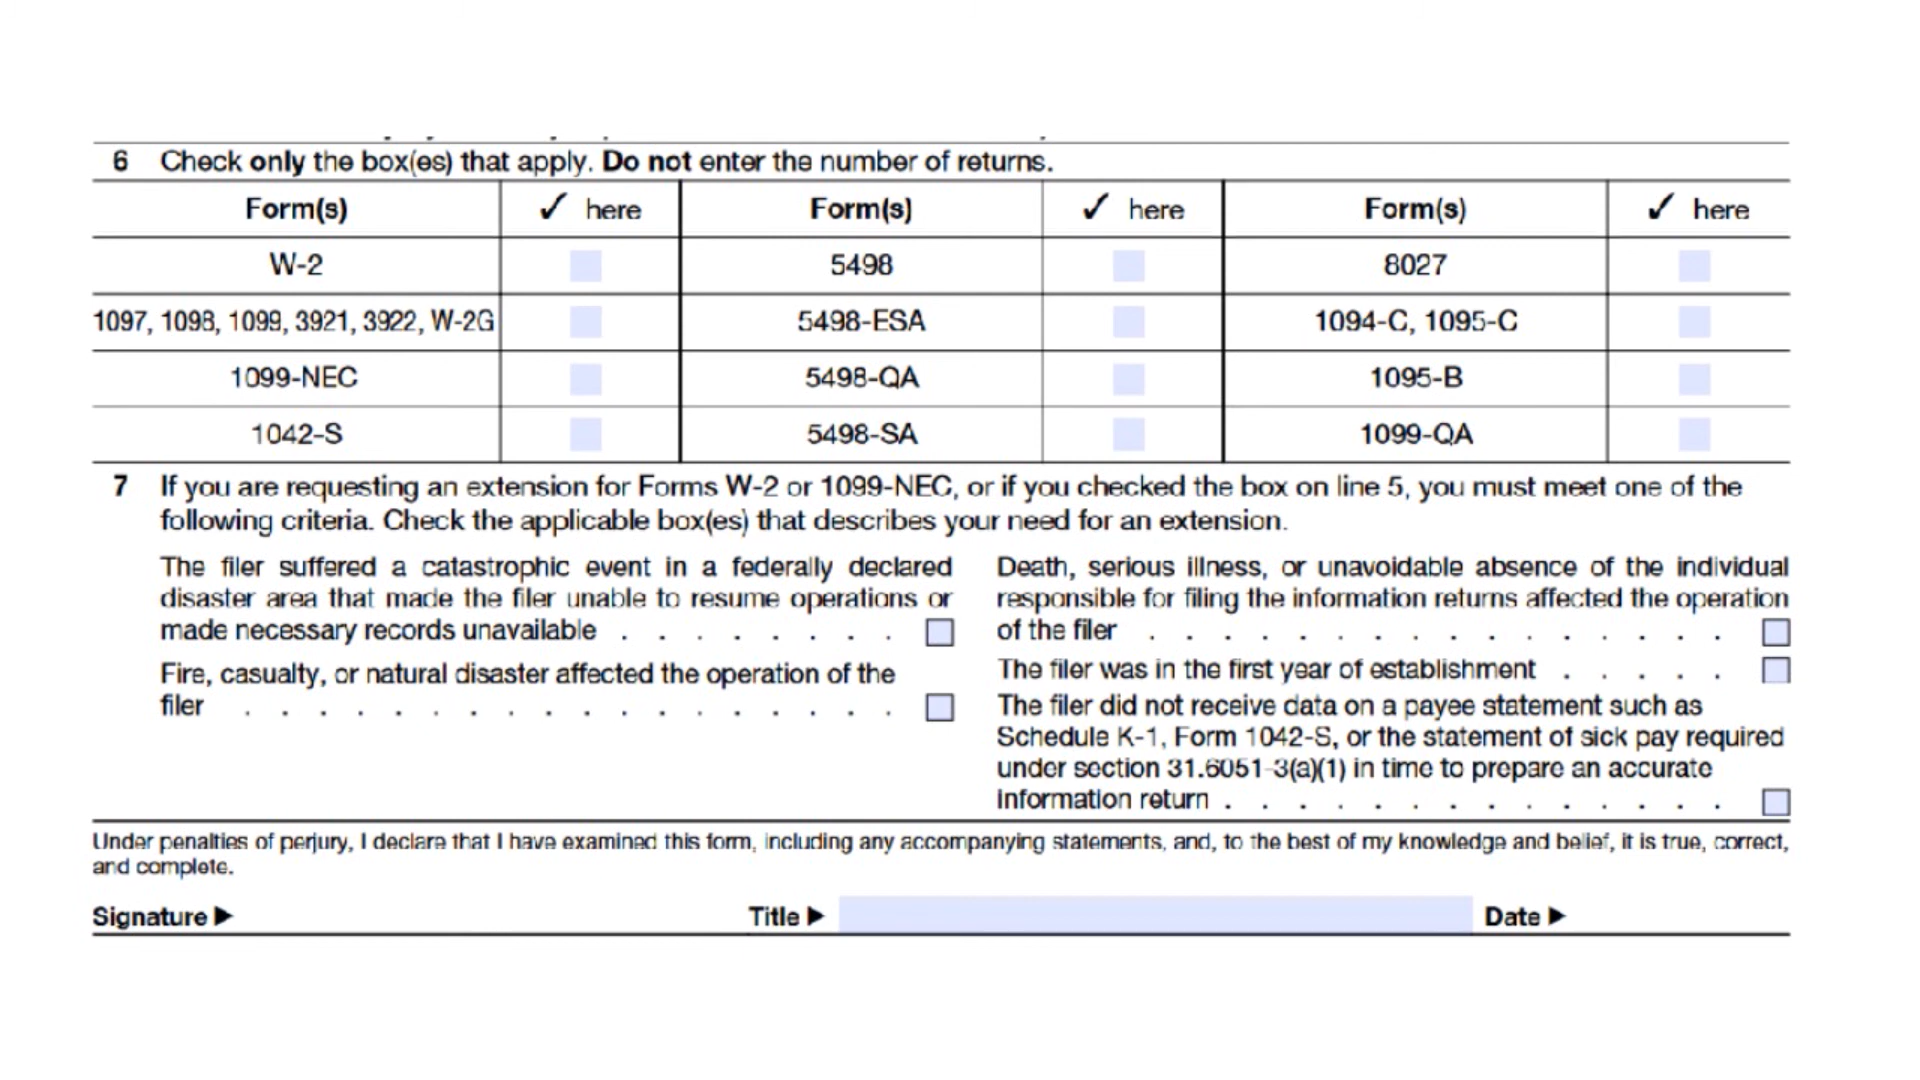 6 Check only the box(es) that apply. Do not enter the number of returns.
Form(s) ✓ here Form(s) ✓ here Form(s) ✓ here
W-2 5498 8027
1097, 1098, 1099, 3921, 3922, W-2G 5498-ESA 1094-C, 1095-C
1099-NEC 5498-QA 1095-B
1042-S 5498-SA 1099-QA
7 If you are requesting an extension for Forms W-2 or 1099-NEC, or if you checked the box on line 5, you must meet one of the
following criteria. Check the applicable box(es) that describes your need for an extension.
The filer suffered a catastrophic event in a federally declared
disaster area that made the filer unable to resume operations or
made necessary records unavailable . . . . . . . .
Fire, casualty, or natural disaster affected the operation of the
filer . . . . . . . . . . . . . . . . . .
Death, serious illness, or unavoidable absence of the individual
responsible for filing the information returns affected the operation
of the filer . . . . . . . . . . . . . . . .
The filer was in the first year of establishment . . . . .
The filer did not receive data on a payee statement such as
Schedule K-1, Form 1042-S, or the statement of sick pay required
under section 31.6051-3(a)(1) in time to prepare an accurate
information return . . . . . . . . . . . . . .
Under penalties of perjury, I declare that I have examined this form, including any accompanying statements, and, to the best of my knowledge and belief, it is true, correct,
and complete.
Signature ▶ Title ▶ Date ▶